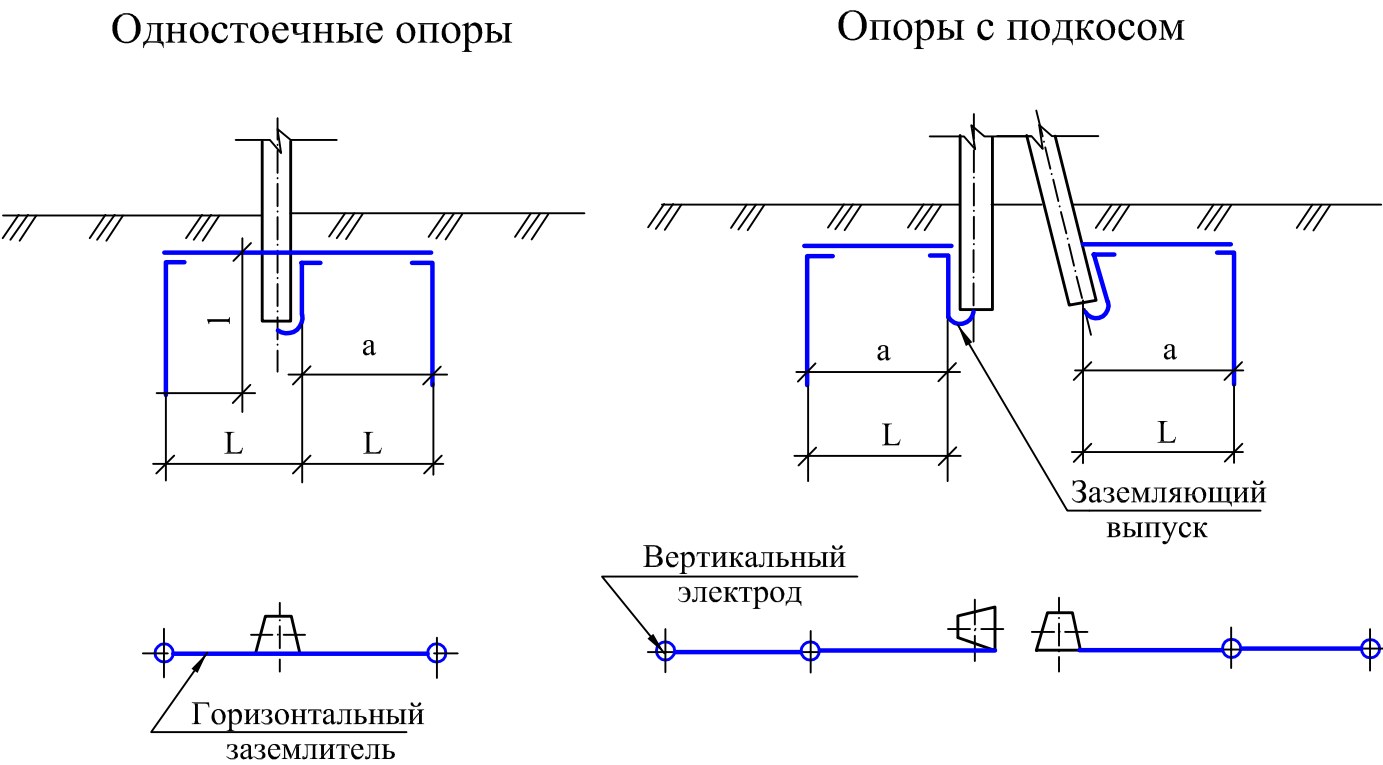 Одностоечные опоры
Опоры с подкосом
l
a
L
L
a
L
a
L
Заземляющий
выпуск
Вертикальный
электрод
Горизонтальный
заземлитель